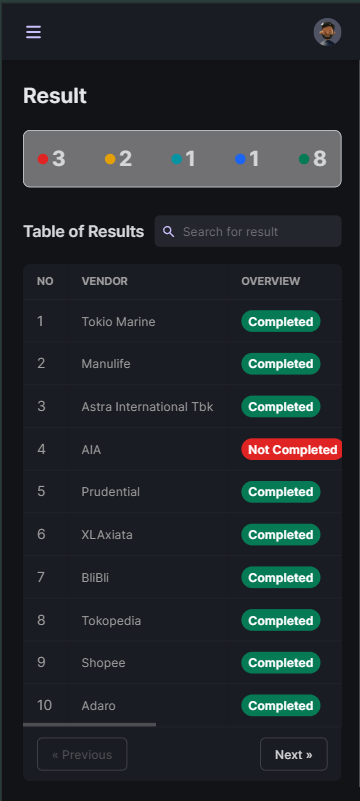 Result
3 2 1 1 8
Table of Results Search for result
NO VENDOR OVERVIEW
1 Tokio Marine Completed
2 Manulife Completed
3 Astra International Tbk Completed
4 AIA Not Completed
5 Prudential Completed
6 XLAxiata Completed
7 BliBli Completed
8 Tokopedia Completed
9 Shopee Completed
10 Adaro Completed
« Previous Next »